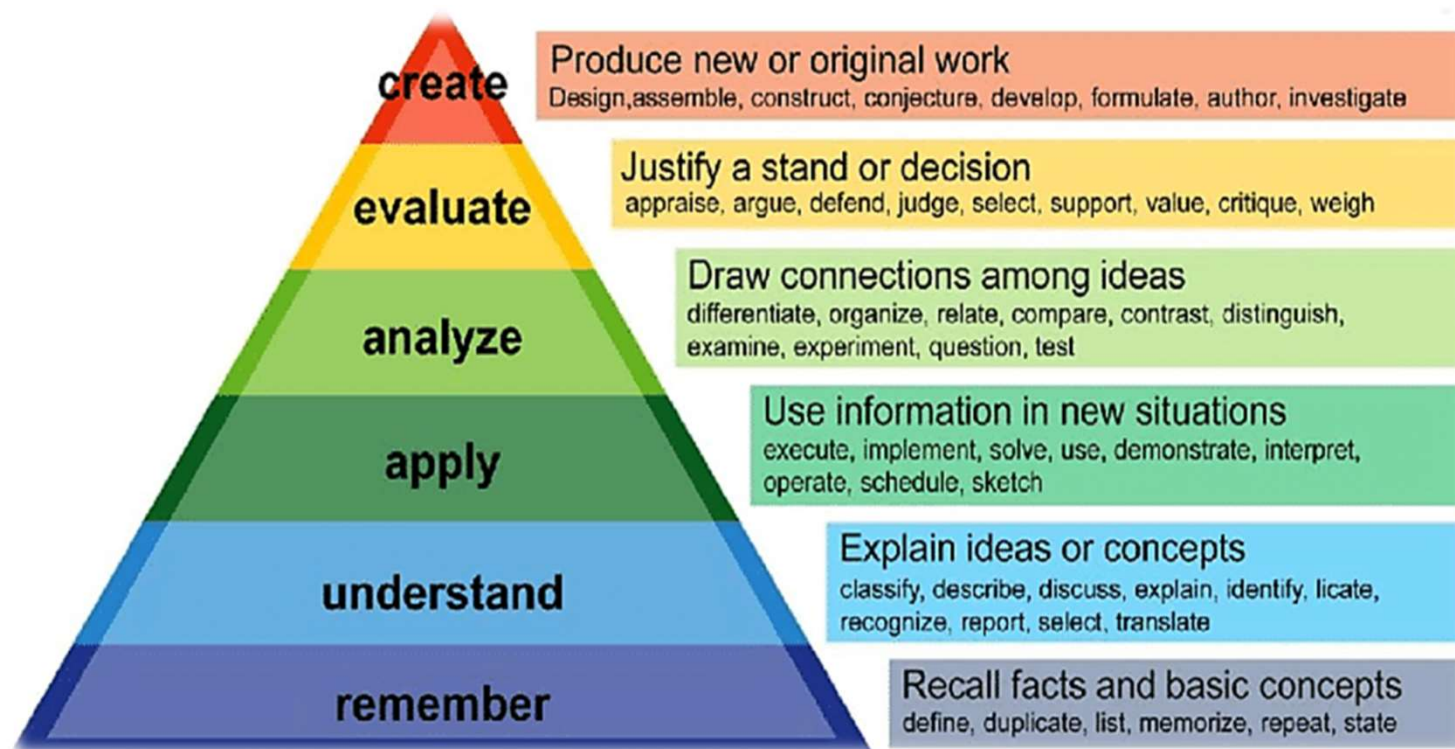 create
Produce new or original work
Design,assemble, construct, conjecture, develop, formulate, author, investigate
evaluate
Justify a stand or decision
appraise, argue, defend, judge, select, support, value, critique, weigh
analyze
Draw connections among ideas
differentiate, organize, relate, compare, contrast, distinguish,
examine, experiment, question, test
apply
Use information in new situations
execute, implement, solve, use, demonstrate, interpret,
operate, schedule, sketch
understand
Explain ideas or concepts
classify, describe, discuss, explain, identify, licate,
recognize, report, select, translate
remember
Recall facts and basic concepts
define, duplicate, list, memorize, repeat, state